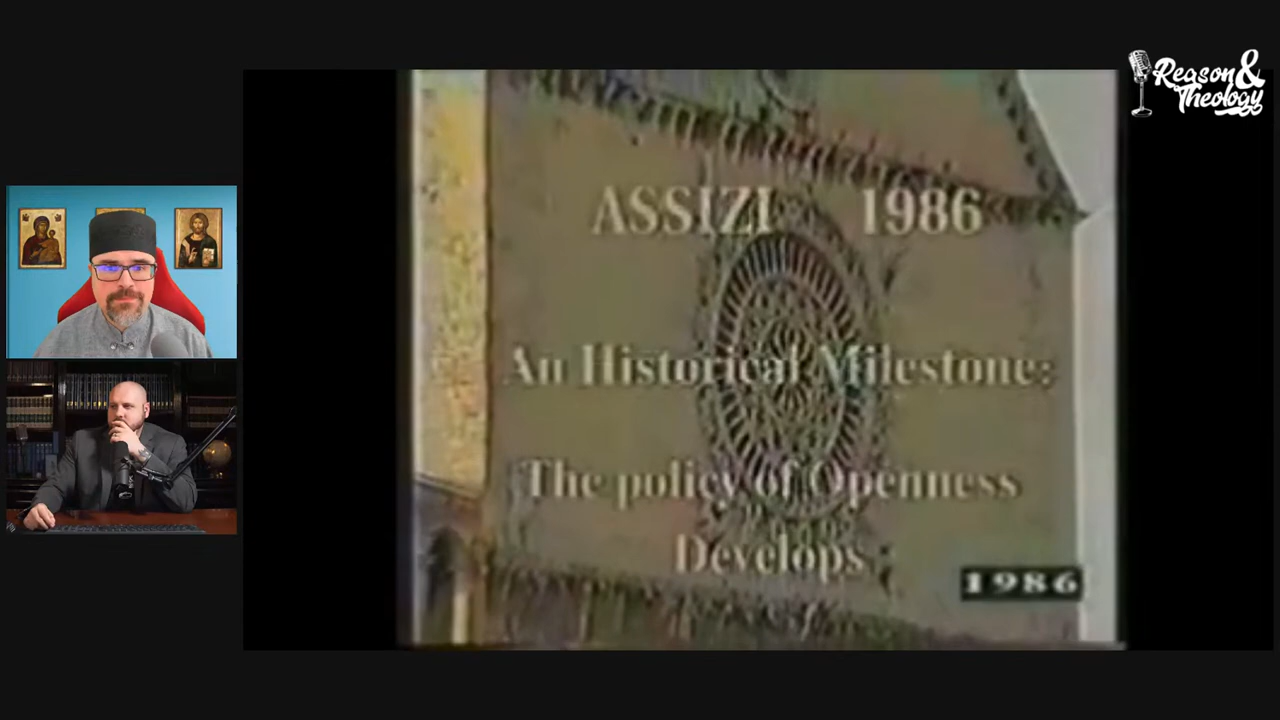 Reason &
Theology
ASSIZI 1986
An Historical Milestone:
The policy of Openness
Develops
1986